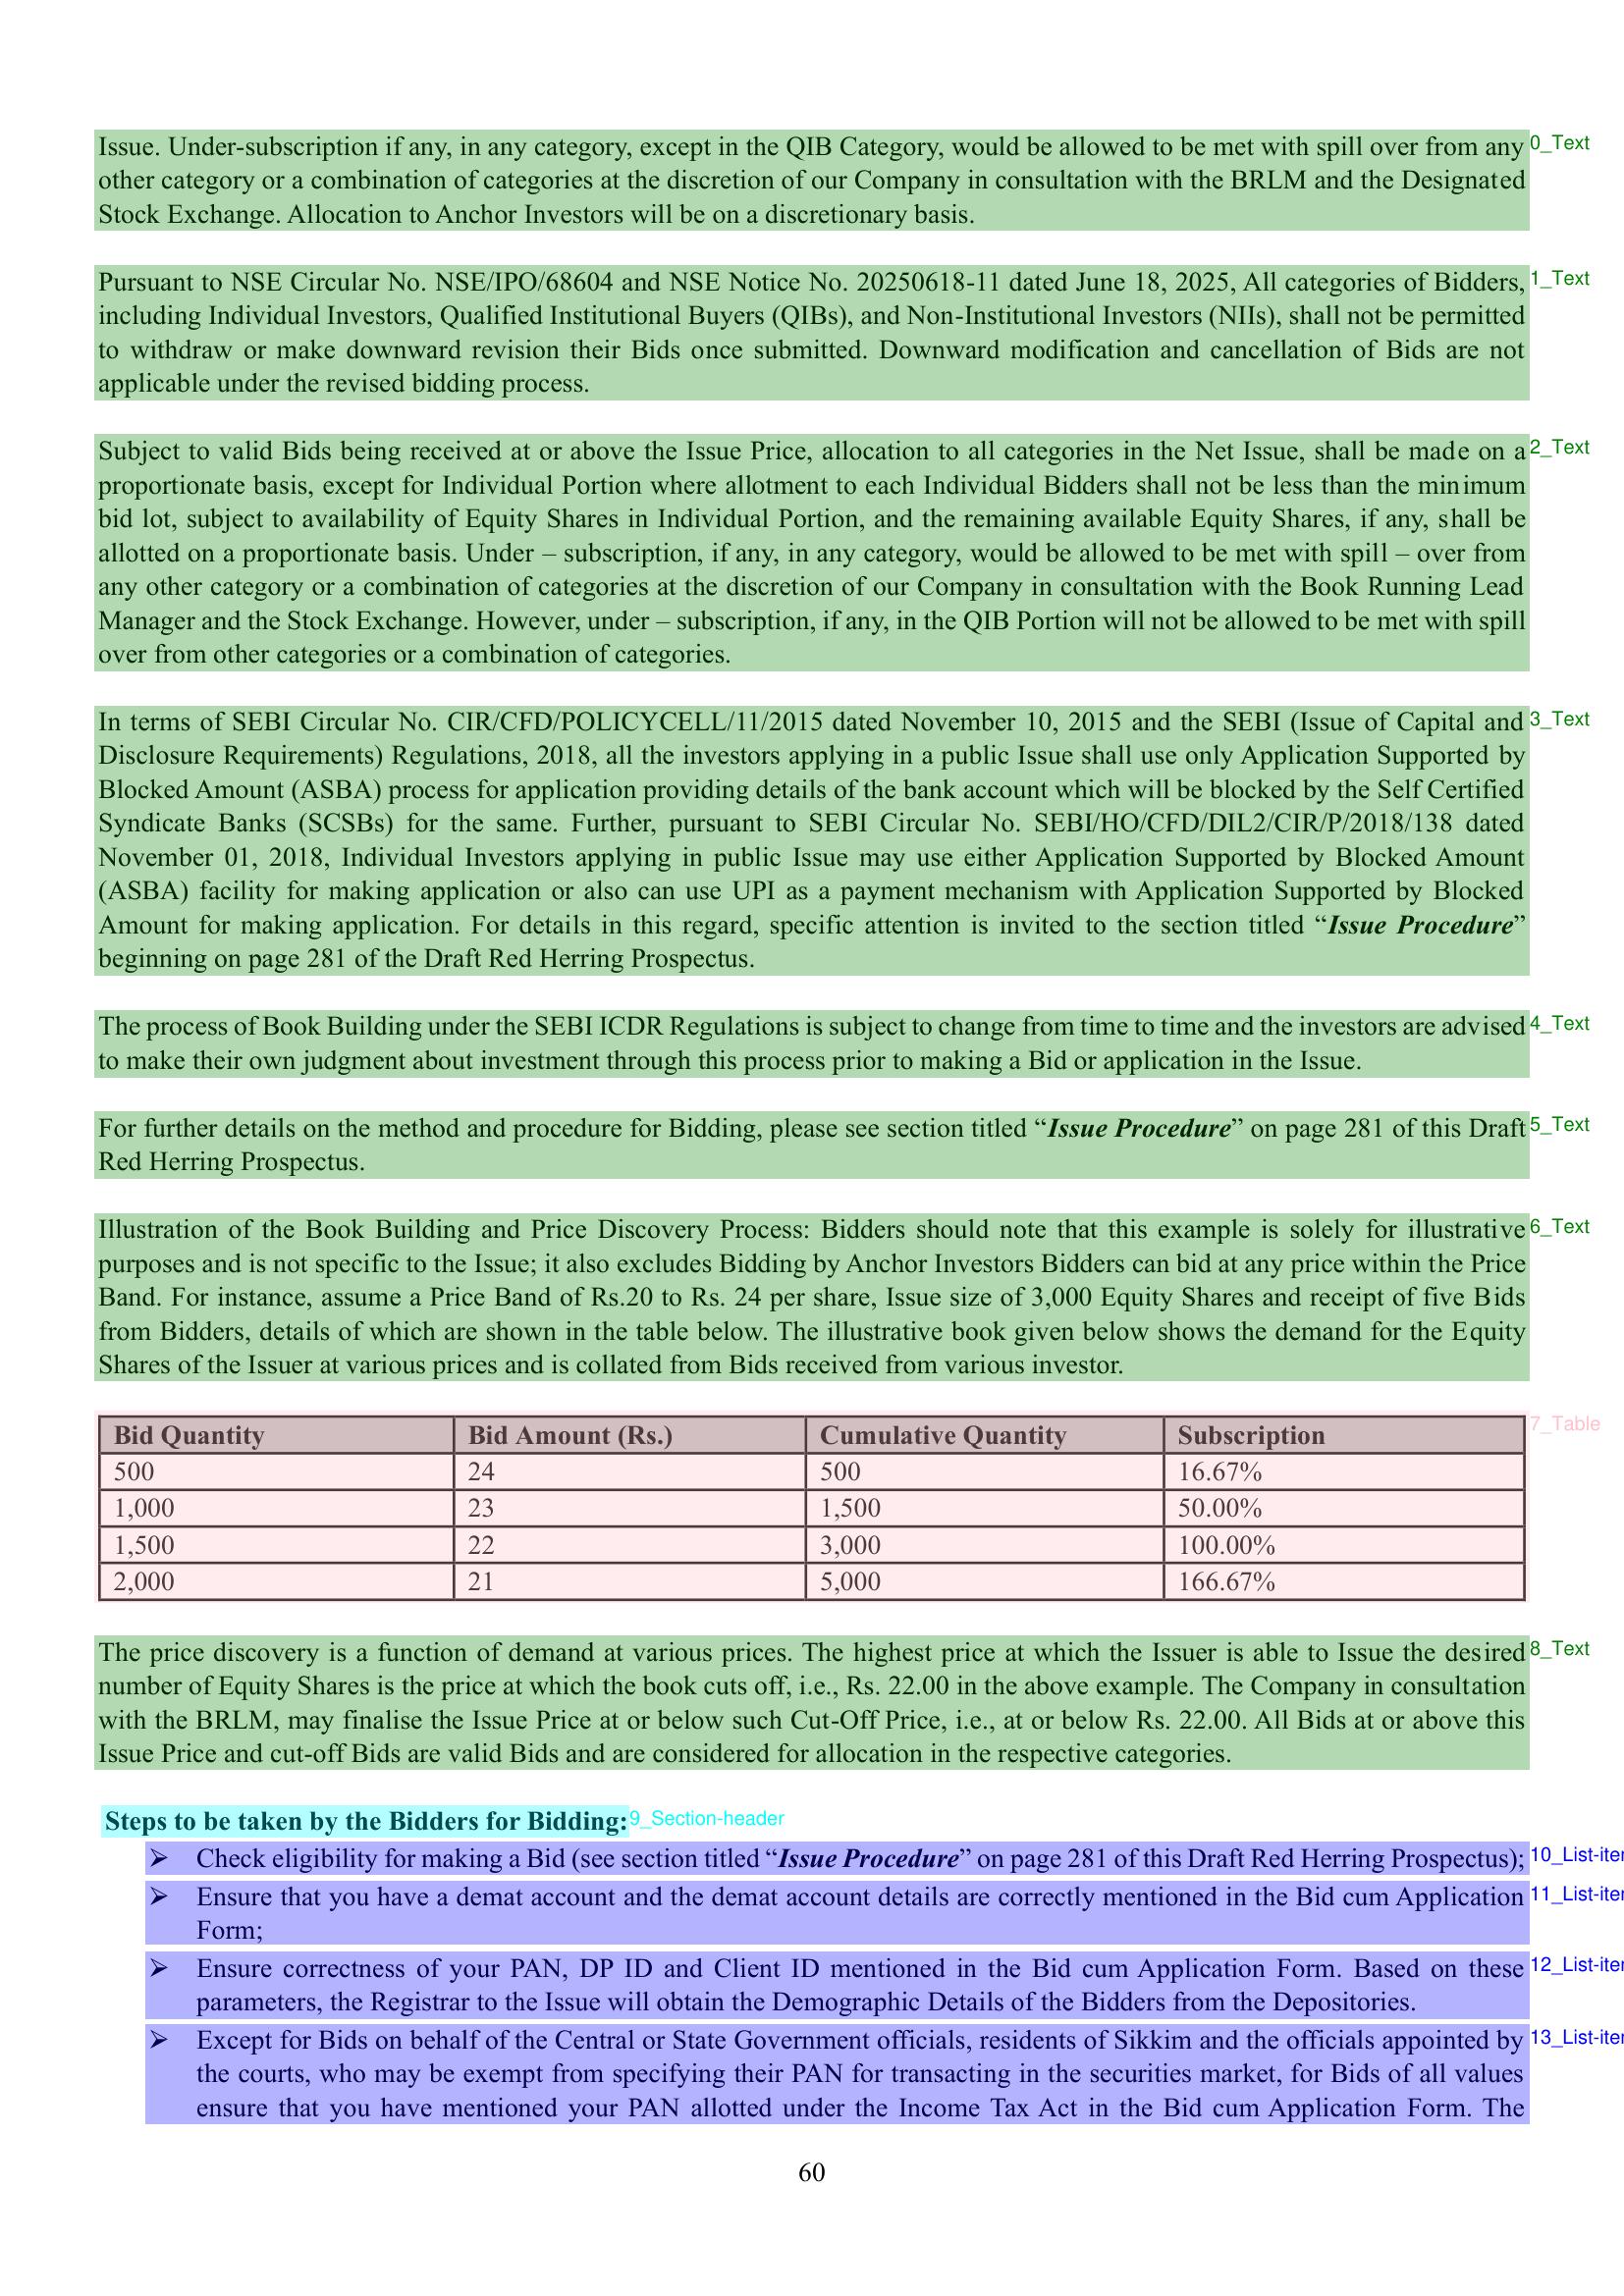 Issue. Under-subscription if any, in any category, except in the QIB Category, would be allowed to be met with spill over from any 0_Text
other category or a combination of categories at the discretion of our Company in consultation with the BRLM and the Designated
Stock Exchange. Allocation to Anchor Investors will be on a discretionary basis.
Pursuant to NSE Circular No. NSE/IPO/68604 and NSE Notice No. 20250618-11 dated June 18, 2025, All categories of Bidders, 1_Text
including Individual Investors, Qualified Institutional Buyers (QIBs), and Non-Institutional Investors (NIIs), shall not be permitted
to withdraw or make downward revision their Bids once submitted. Downward modification and cancellation of Bids are not
applicable under the revised bidding process.
Subject to valid Bids being received at or above the Issue Price, allocation to all categories in the Net Issue, shall be made on a 2_Text
proportionate basis, except for Individual Portion where allotment to each Individual Bidders shall not be less than the minimum
bid lot, subject to availability of Equity Shares in Individual Portion, and the remaining available Equity Shares, if any, shall be
allotted on a proportionate basis. Under – subscription, if any, in any category, would be allowed to be met with spill – over from
any other category or a combination of categories at the discretion of our Company in consultation with the Book Running Lead
Manager and the Stock Exchange. However, under – subscription, if any, in the QIB Portion will not be allowed to be met with spill
over from other categories or a combination of categories.
In terms of SEBI Circular No. CIR/CFD/POLICYCELL/11/2015 dated November 10, 2015 and the SEBI (Issue of Capital and 3_Text
Disclosure Requirements) Regulations, 2018, all the investors applying in a public Issue shall use only Application Supported by
Blocked Amount (ASBA) process for application providing details of the bank account which will be blocked by the Self Certified
Syndicate Banks (SCSBs) for the same. Further, pursuant to SEBI Circular No. SEBI/HO/CFD/DIL2/CIR/P/2018/138 dated
November 01, 2018, Individual Investors applying in public Issue may use either Application Supported by Blocked Amount
(ASBA) facility for making application or also can use UPI as a payment mechanism with Application Supported by Blocked
Amount for making application. For details in this regard, specific attention is invited to the section titled “Issue Procedure”
beginning on page 281 of the Draft Red Herring Prospectus.
The process of Book Building under the SEBI ICDR Regulations is subject to change from time to time and the investors are advised 4_Text
to make their own judgment about investment through this process prior to making a Bid or application in the Issue.
For further details on the method and procedure for Bidding, please see section titled “Issue Procedure” on page 281 of this Draft 5_Text
Red Herring Prospectus.
Illustration of the Book Building and Price Discovery Process: Bidders should note that this example is solely for illustrative 6_Text
purposes and is not specific to the Issue; it also excludes Bidding by Anchor Investors Bidders can bid at any price within the Price
Band. For instance, assume a Price Band of Rs.20 to Rs. 24 per share, Issue size of 3,000 Equity Shares and receipt of five Bids
from Bidders, details of which are shown in the table below. The illustrative book given below shows the demand for the Equity
Shares of the Issuer at various prices and is collated from Bids received from various investor.
Bid Quantity Bid Amount (Rs.) Cumulative Quantity Subscription 7_Table
500 24 500 16.67%
1,000 23 1,500 50.00%
1,500 22 3,000 100.00%
2,000 21 5,000 166.67%
The price discovery is a function of demand at various prices. The highest price at which the Issuer is able to Issue the desired 8_Text
number of Equity Shares is the price at which the book cuts off, i.e., Rs. 22.00 in the above example. The Company in consultation
with the BRLM, may finalise the Issue Price at or below such Cut-Off Price, i.e., at or below Rs. 22.00. All Bids at or above this
Issue Price and cut-off Bids are valid Bids and are considered for allocation in the respective categories.
Steps to be taken by the Bidders for Bidding: 9_Section-header
➢ Check eligibility for making a Bid (see section titled “Issue Procedure” on page 281 of this Draft Red Herring Prospectus); 10_List-iter
➢ Ensure that you have a demat account and the demat account details are correctly mentioned in the Bid cum Application 11_List-iter
Form;
➢ Ensure correctness of your PAN, DP ID and Client ID mentioned in the Bid cum Application Form. Based on these 12_List-iter
parameters, the Registrar to the Issue will obtain the Demographic Details of the Bidders from the Depositories.
➢ Except for Bids on behalf of the Central or State Government officials, residents of Sikkim and the officials appointed by 13_List-iter
the courts, who may be exempt from specifying their PAN for transacting in the securities market, for Bids of all values
ensure that you have mentioned your PAN allotted under the Income Tax Act in the Bid cum Application Form. The
60